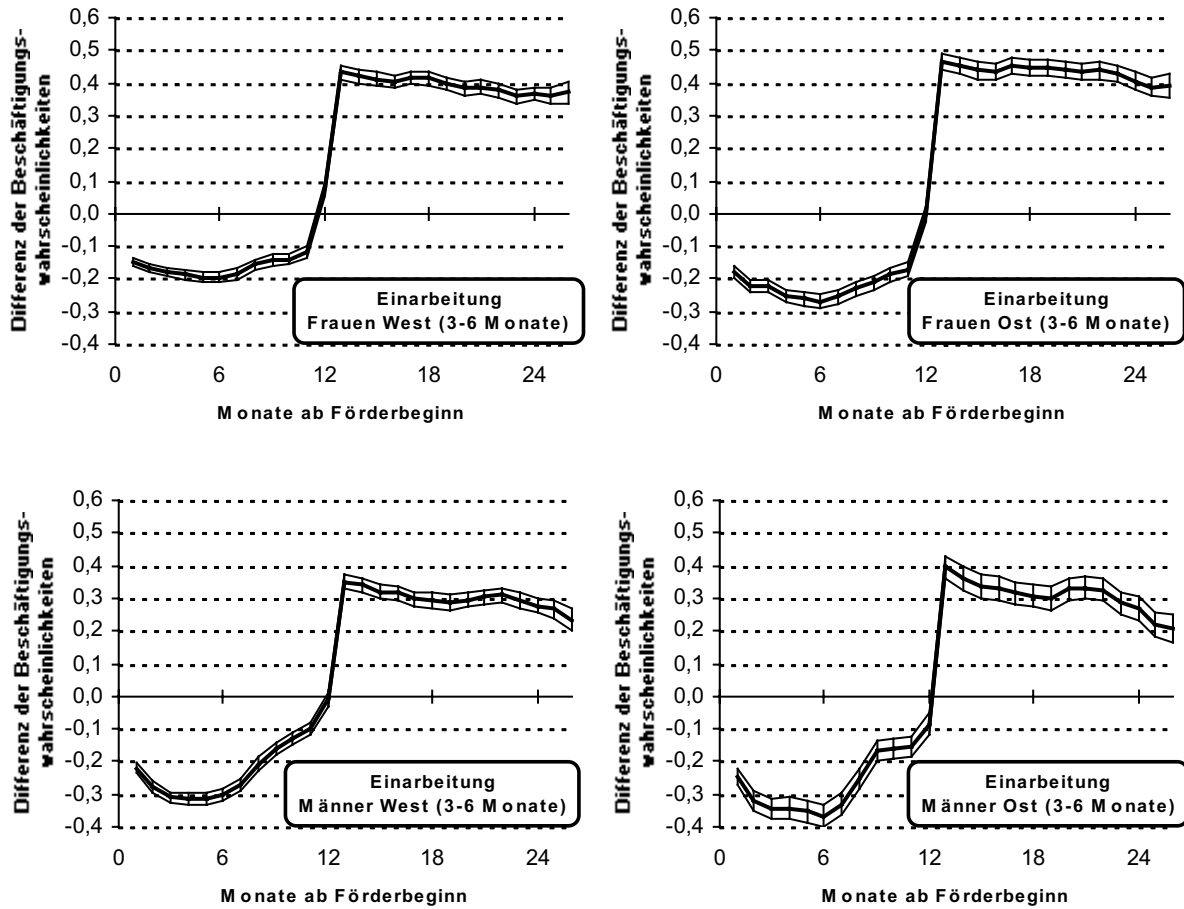 Differenz der Beschäftigungs-
wahrscheinlichkeiten
0,6
0,5
0,4
0,3
0,2
0,1
0,0
-0,1
-0,2
-0,3
-0,4
0 6 12 18 24
Monate ab Förderbeginn
Einarbeitung
Frauen West (3-6 Monate)
Differenz der Beschäftigungs-
wahrscheinlichkeiten
0,6
0,5
0,4
0,3
0,2
0,1
0,0
-0,1
-0,2
-0,3
-0,4
0 6 12 18 24
Monate ab Förderbeginn
Einarbeitung
Frauen Ost (3-6 Monate)
Differenz der Beschäftigungs-
wahrscheinlichkeiten
0,6
0,5
0,4
0,3
0,2
0,1
0,0
-0,1
-0,2
-0,3
-0,4
0 6 12 18 24
Monate ab Förderbeginn
Einarbeitung
Männer West (3-6 Monate)
Differenz der Beschäftigungs-
wahrscheinlichkeiten
0,6
0,5
0,4
0,3
0,2
0,1
0,0
-0,1
-0,2
-0,3
-0,4
0 6 12 18 24
Monate ab Förderbeginn
Einarbeitung
Männer Ost (3-6 Monate)